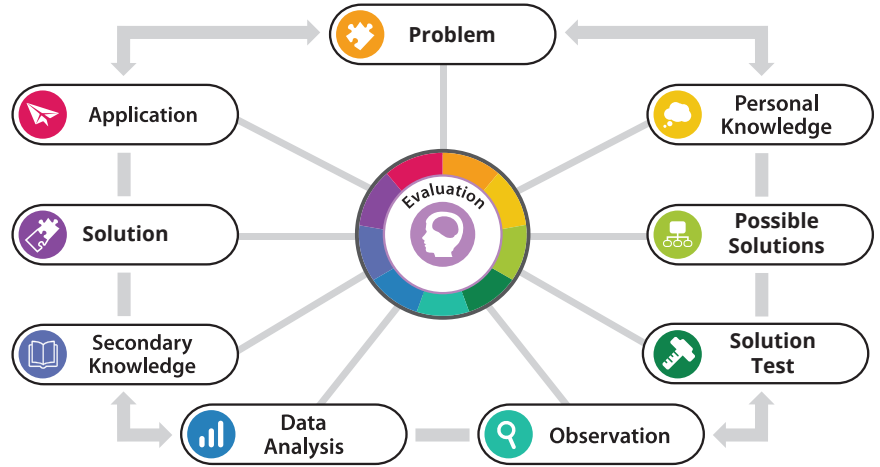 Problem
Application
Personal
Knowledge
Evaluation
Solution
Possible
Solutions
Secondary
Knowledge
Solution
Test
Data
Analysis
Observation